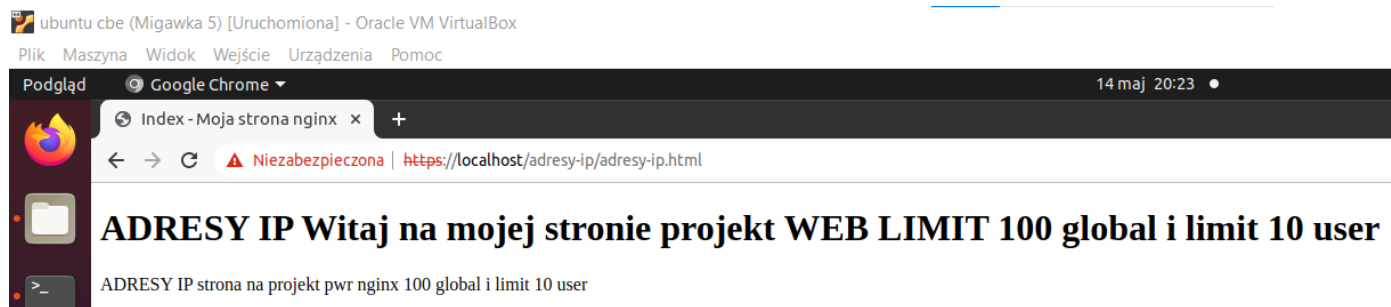 ubuntu cbe (Migawka 5) [Uruchomiona] - Oracle VM VirtualBox
Plik Maszyna Widok Wejście Urządzenia Pomoc
Podgląd Google Chrome 14 maj 20:23
Index - Moja strona nginx
Niezabezpieczona https://localhost/adresy-ip/adresy-ip.html
ADRESY IP Witaj na mojej stronie projekt WEB LIMIT 100 global i limit 10 user
ADRESY IP strona na projekt pwr nginx 100 global i limit 10 user